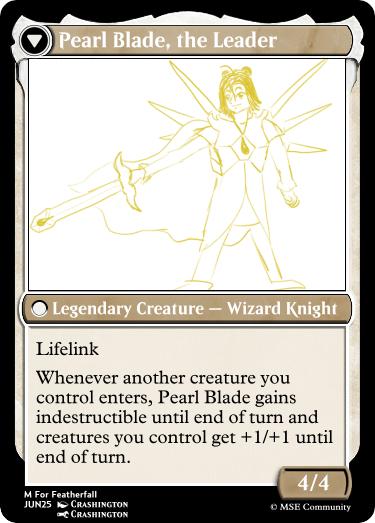 Pearl Blade, the Leader
Legendary Creature — Wizard Knight
Lifelink
Whenever another creature you
control enters, Pearl Blade gains
indestructible until end of turn and
creatures you control get +1/+1 until
end of turn.
4/4
M For Featherfall
JUN25 Crashington
Crashington
© MSE Community